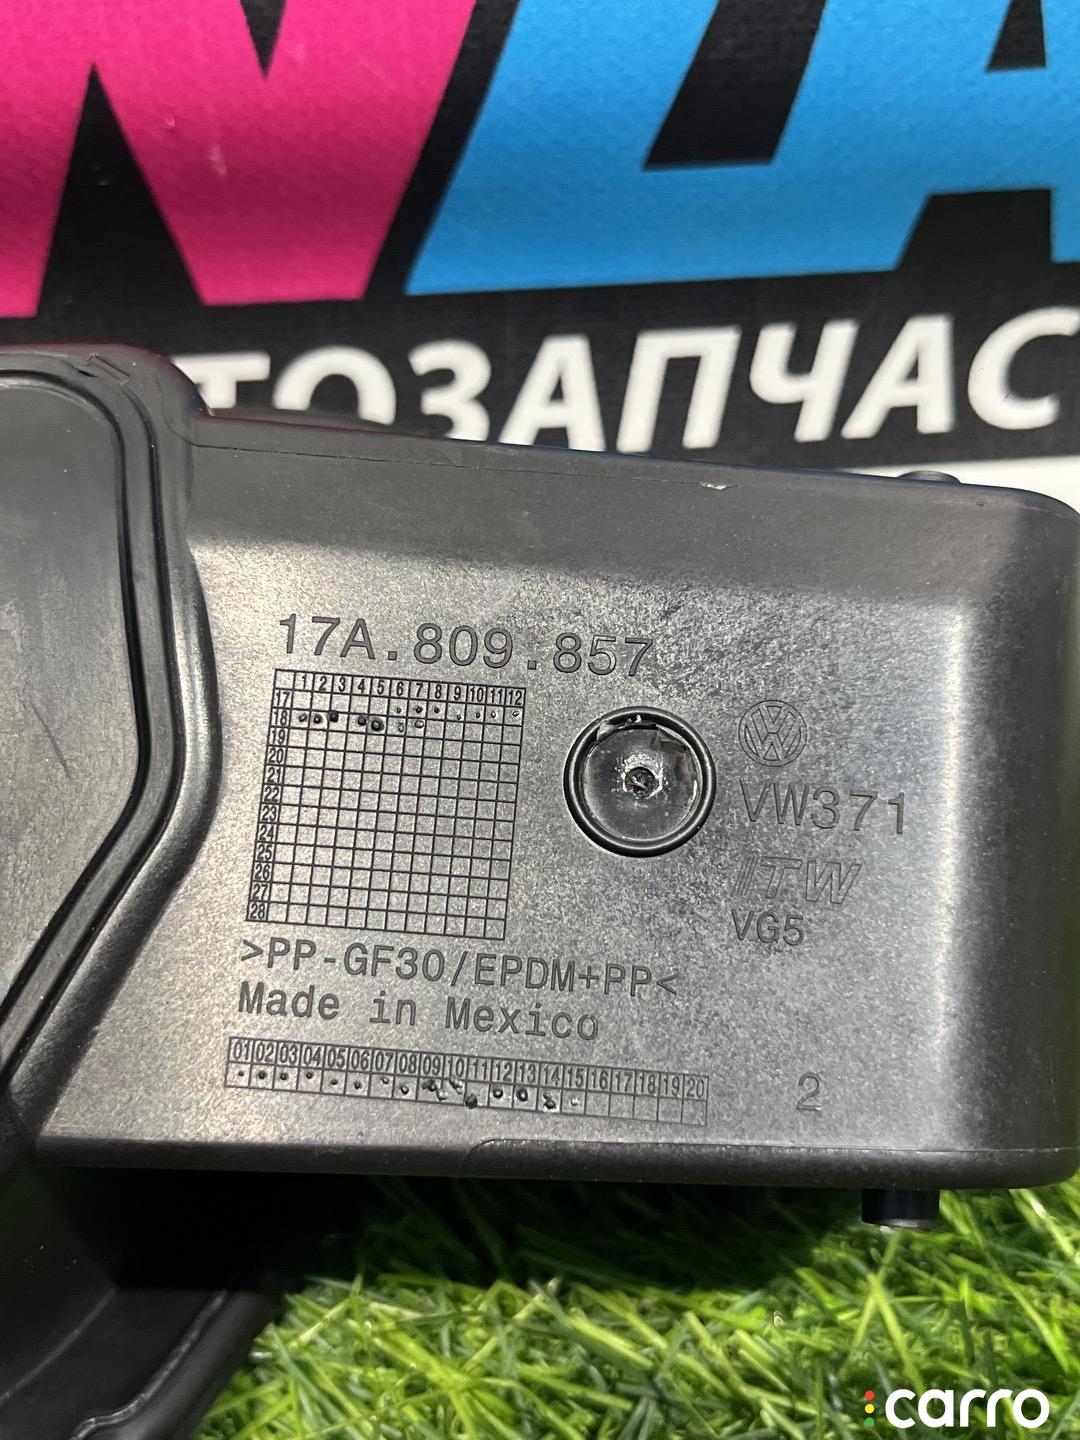 ТОЗАПЧАС
17A.809.857
1 2 3 4 5 6 7 8 9 10 11 12
17
18
19
20
21
22
23
24
25
26
27
28
VW371
ITW
VG5
>PP-GF30/EPDM+PP<
Made in Mexico
01 02 03 04 05 06 07 08 09 10 11 12 13 14 15 16 17 18 19 20
2
carro